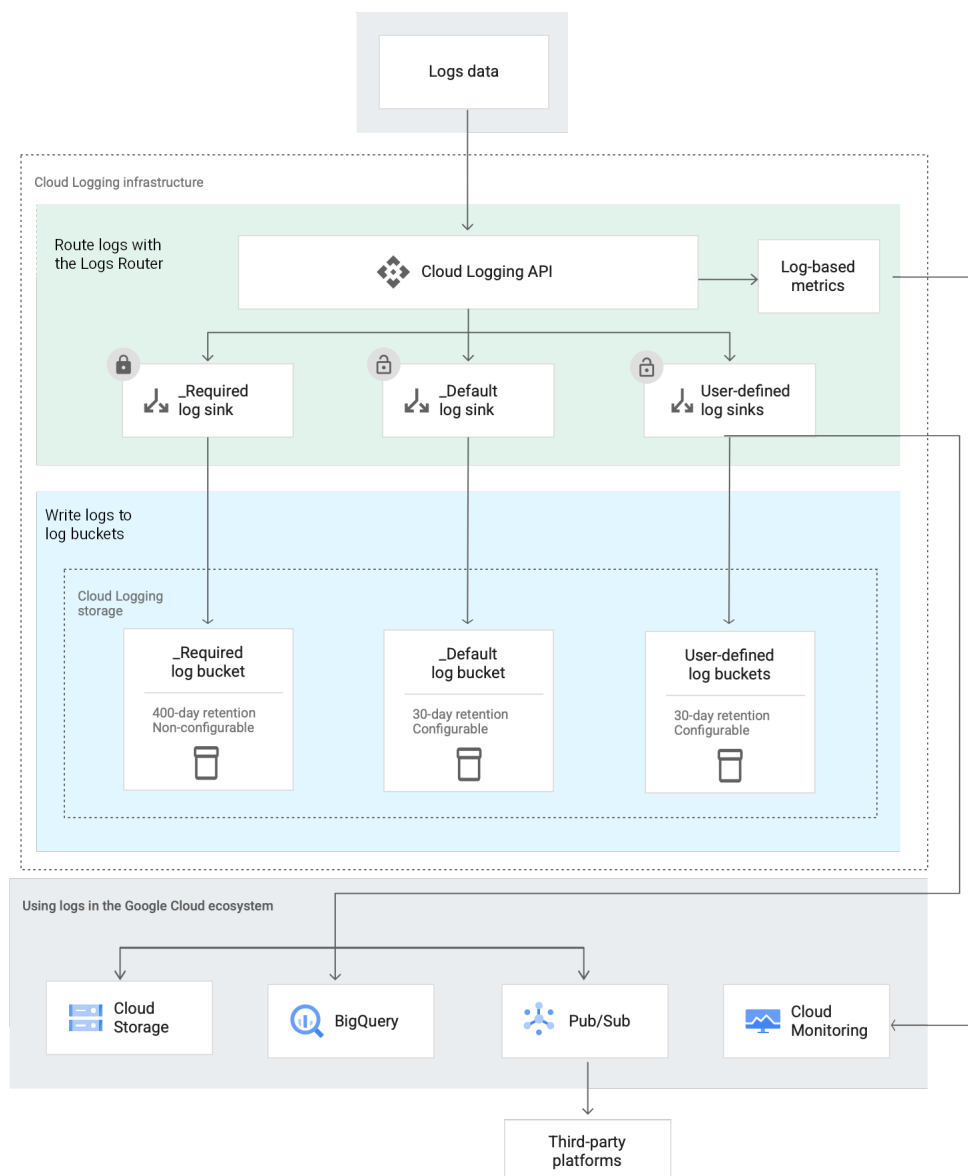 Logs data
Cloud Logging infrastructure
Route logs with
the Logs Router
Cloud Logging API
Log-based
metrics
_Required
log sink
_Default
log sink
User-defined
log sinks
Write logs to
log buckets
Cloud Logging
storage
_Required
log bucket
400-day retention
Non-configurable
_Default
log bucket
30-day retention
Configurable
User-defined
log buckets
30-day retention
Configurable
Using logs in the Google Cloud ecosystem
Cloud
Storage
BigQuery
Pub/Sub
Cloud
Monitoring
Third-party
platforms